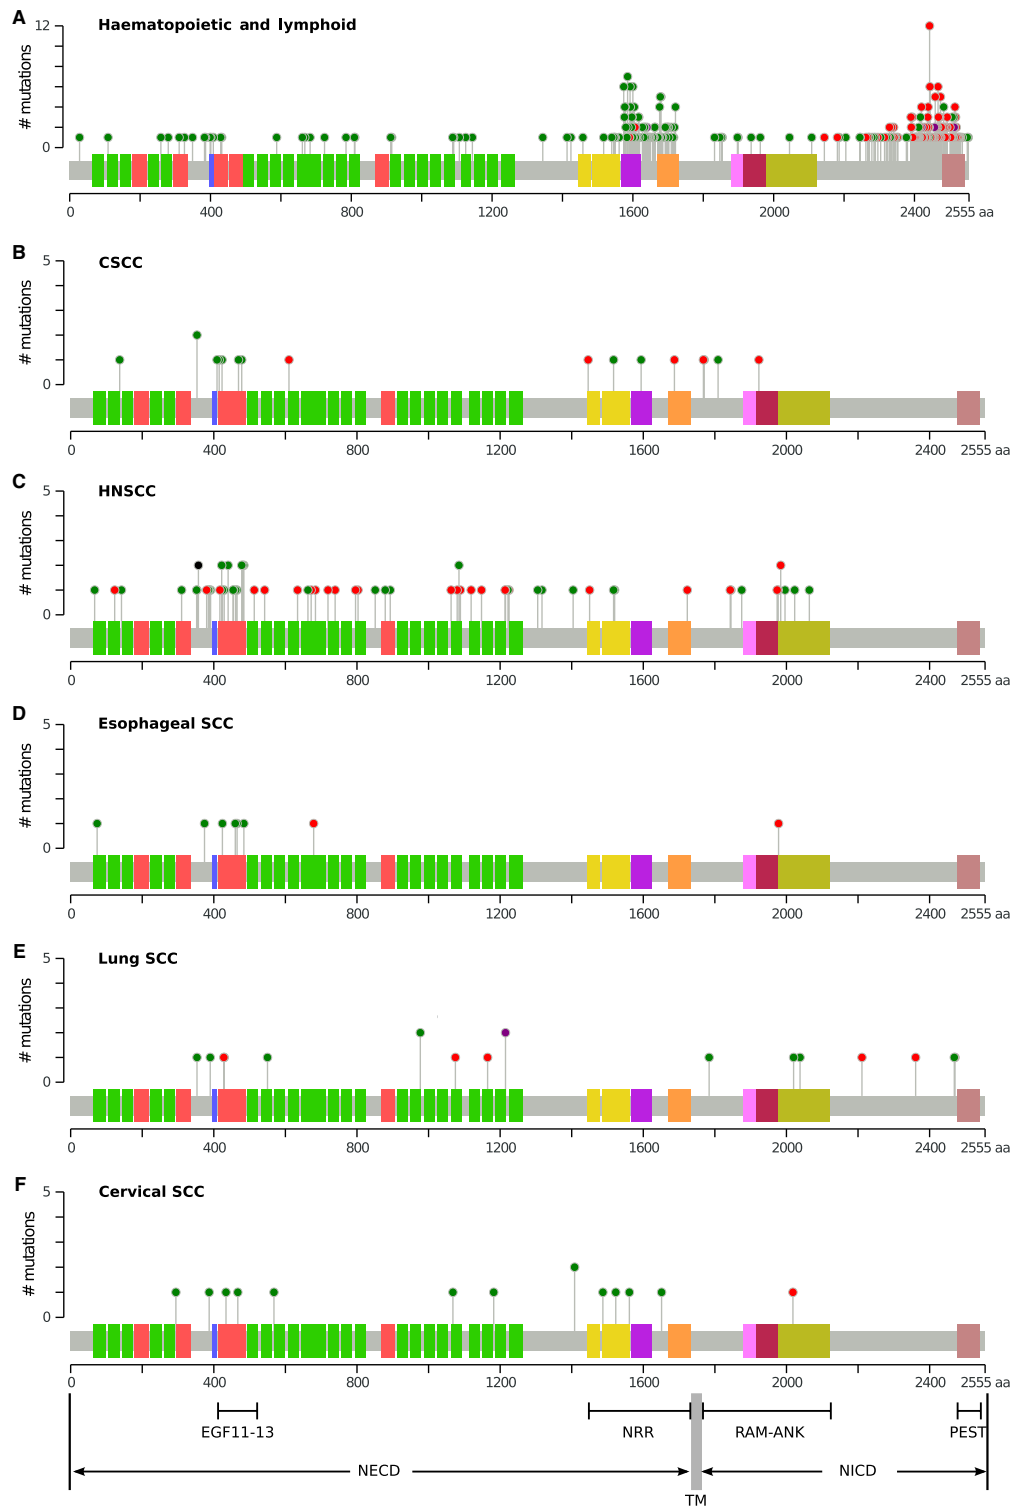 A
Haematopoietic and lymphoid
12
0
# mutations
0 400 800 1200 1600 2000 2400 2555 aa
B
CSCC
5
0
# mutations
0 400 800 1200 1600 2000 2400 2555 aa
C
HNSCC
5
0
# mutations
0 400 800 1200 1600 2000 2400 2555 aa
D
Esophageal SCC
5
0
# mutations
0 400 800 1200 1600 2000 2400 2555 aa
E
Lung SCC
5
0
# mutations
0 400 800 1200 1600 2000 2400 2555 aa
F
Cervical SCC
5
0
# mutations
0 400 800 1200 1600 2000 2400 2555 aa
EGF11-13 NRR RAM-ANK PEST
NECD NICD
TM